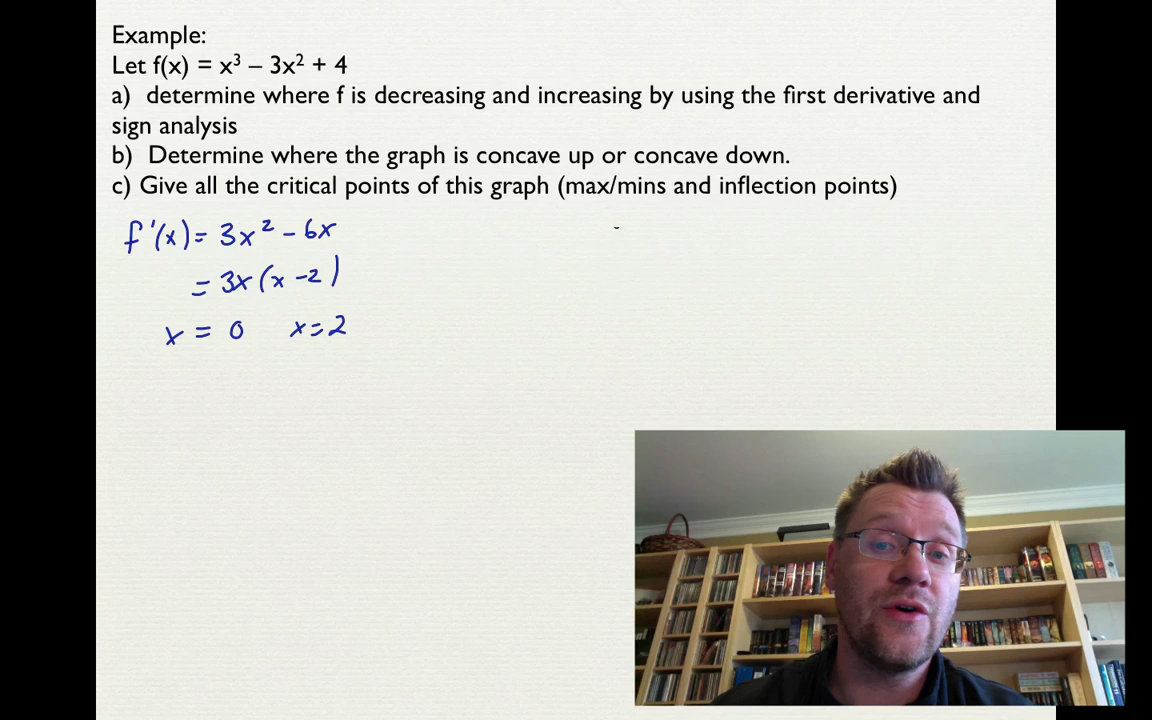 Example:
Let f(x) = x³ – 3x² + 4
a) determine where f is decreasing and increasing by using the first derivative and
sign analysis
b) Determine where the graph is concave up or concave down.
c) Give all the critical points of this graph (max/mins and inflection points)
f'(x) = 3x² - 6x
= 3x(x - 2)
x = 0 x = 2